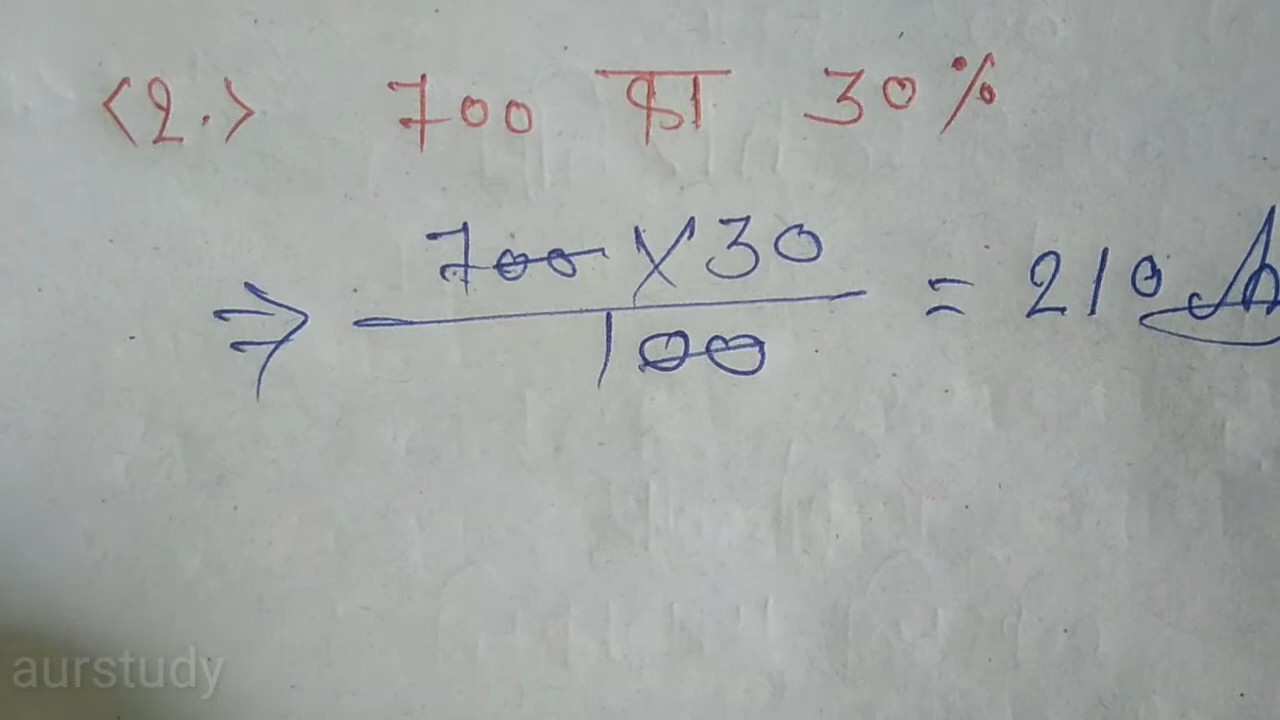 <2.> 700 का 30%
⇒ 700 X 30 / 100 = 210
aurstudy